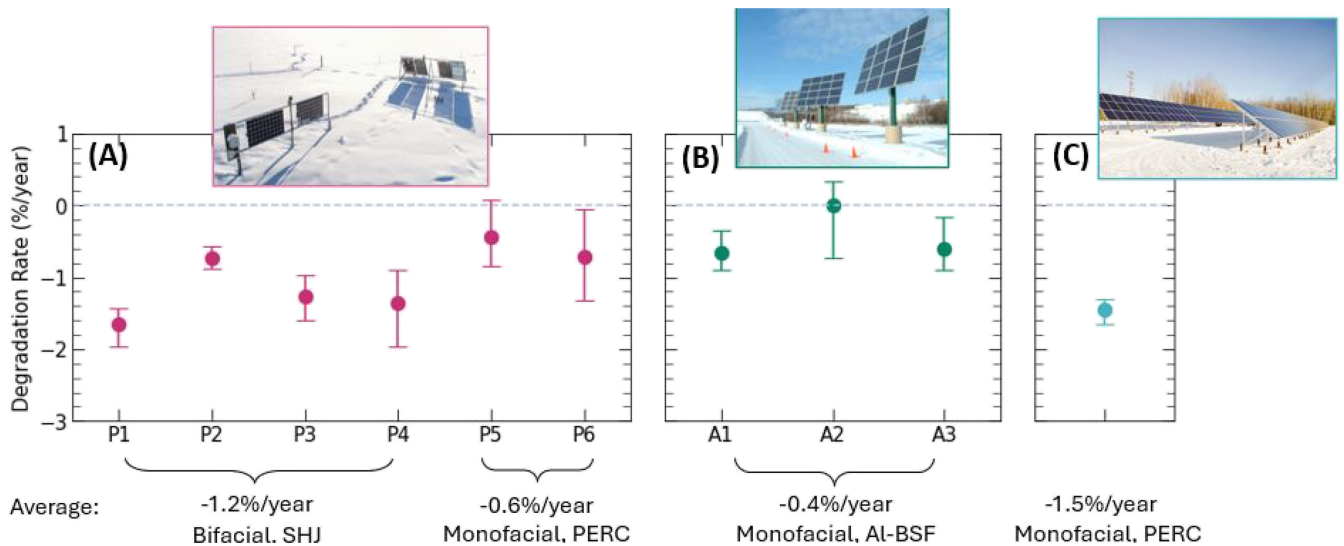 (A)
(B)
(C)
Degradation Rate (%/year)
1
0
−1
−2
−3
P1 P2 P3 P4 P5 P6
A1 A2 A3
Average:
-1.2%/year
Bifacial, SHJ
-0.6%/year
Monofacial, PERC
-0.4%/year
Monofacial, Al-BSF
-1.5%/year
Monofacial, PERC